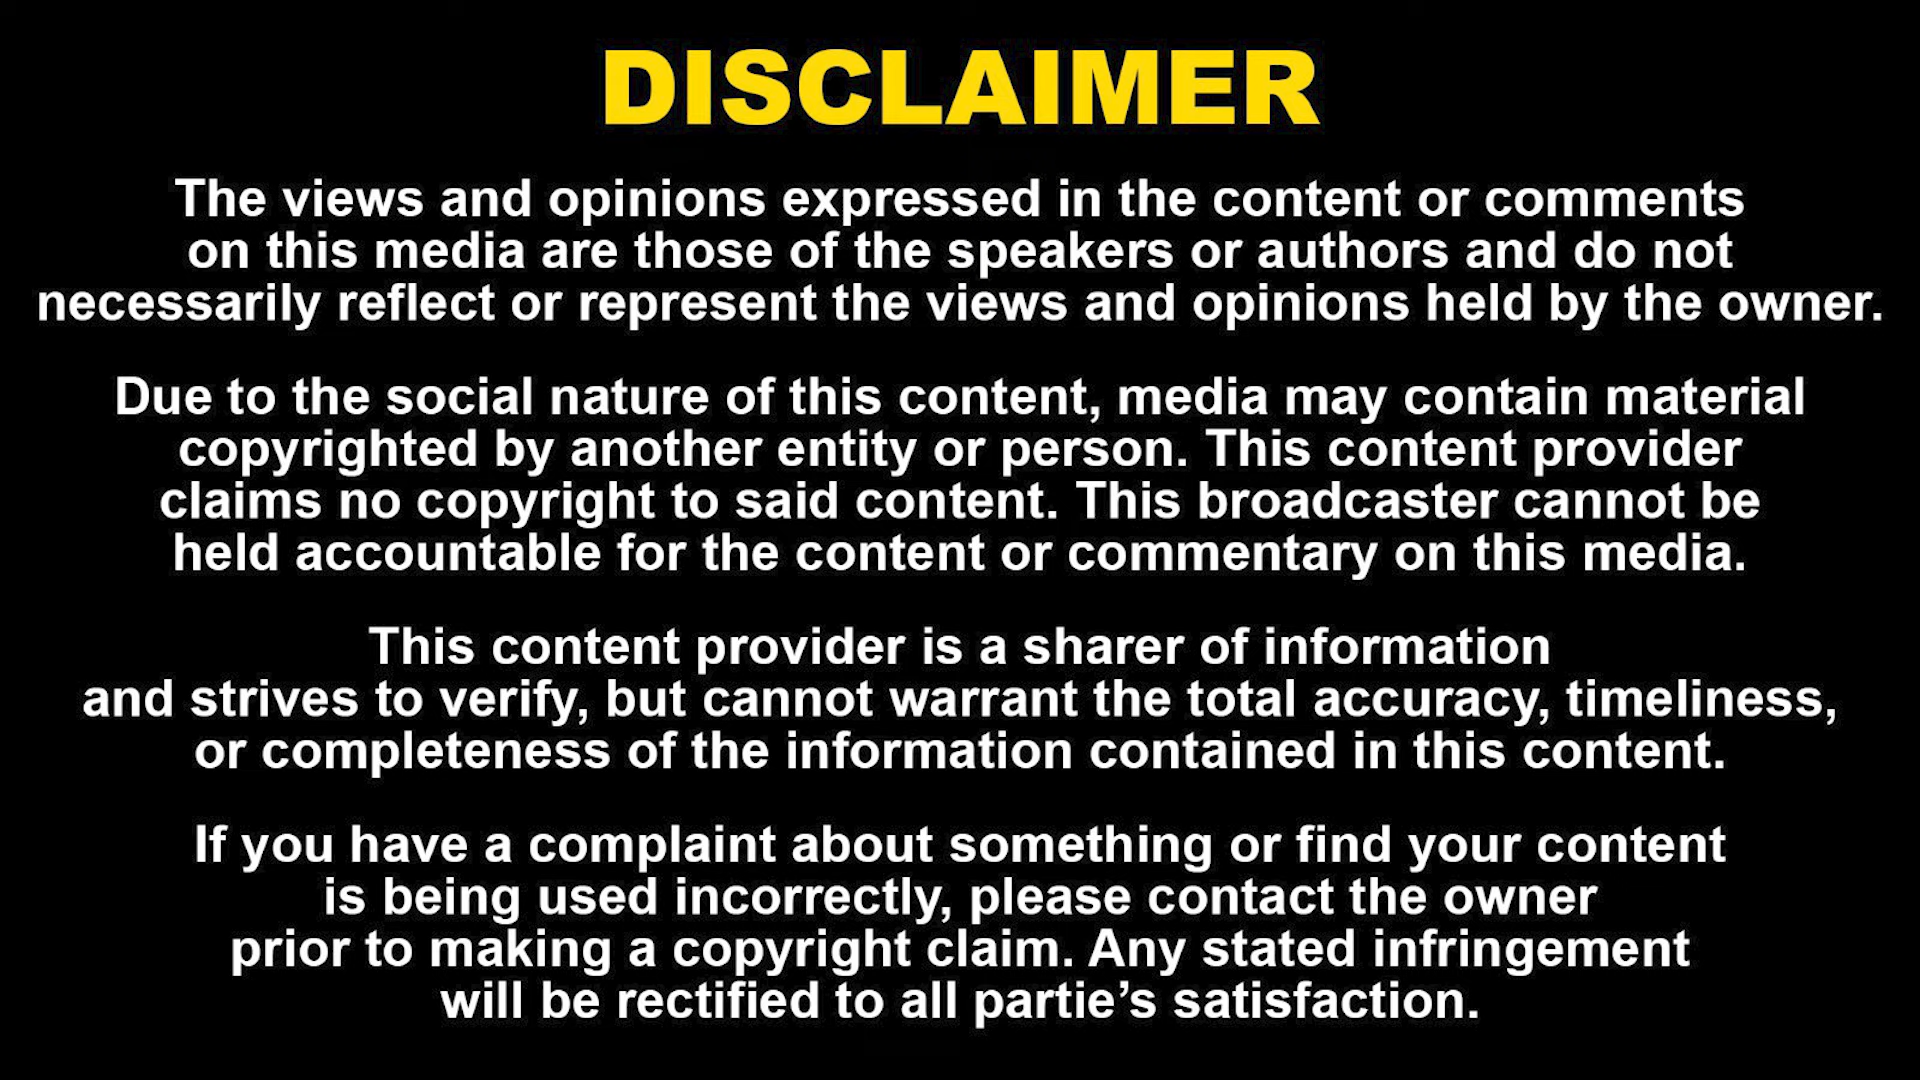 DISCLAIMER
The views and opinions expressed in the content or comments
on this media are those of the speakers or authors and do not
necessarily reflect or represent the views and opinions held by the owner.
Due to the social nature of this content, media may contain material
copyrighted by another entity or person. This content provider
claims no copyright to said content. This broadcaster cannot be
held accountable for the content or commentary on this media.
This content provider is a sharer of information
and strives to verify, but cannot warrant the total accuracy, timeliness,
or completeness of the information contained in this content.
If you have a complaint about something or find your content
is being used incorrectly, please contact the owner
prior to making a copyright claim. Any stated infringement
will be rectified to all partie’s satisfaction.